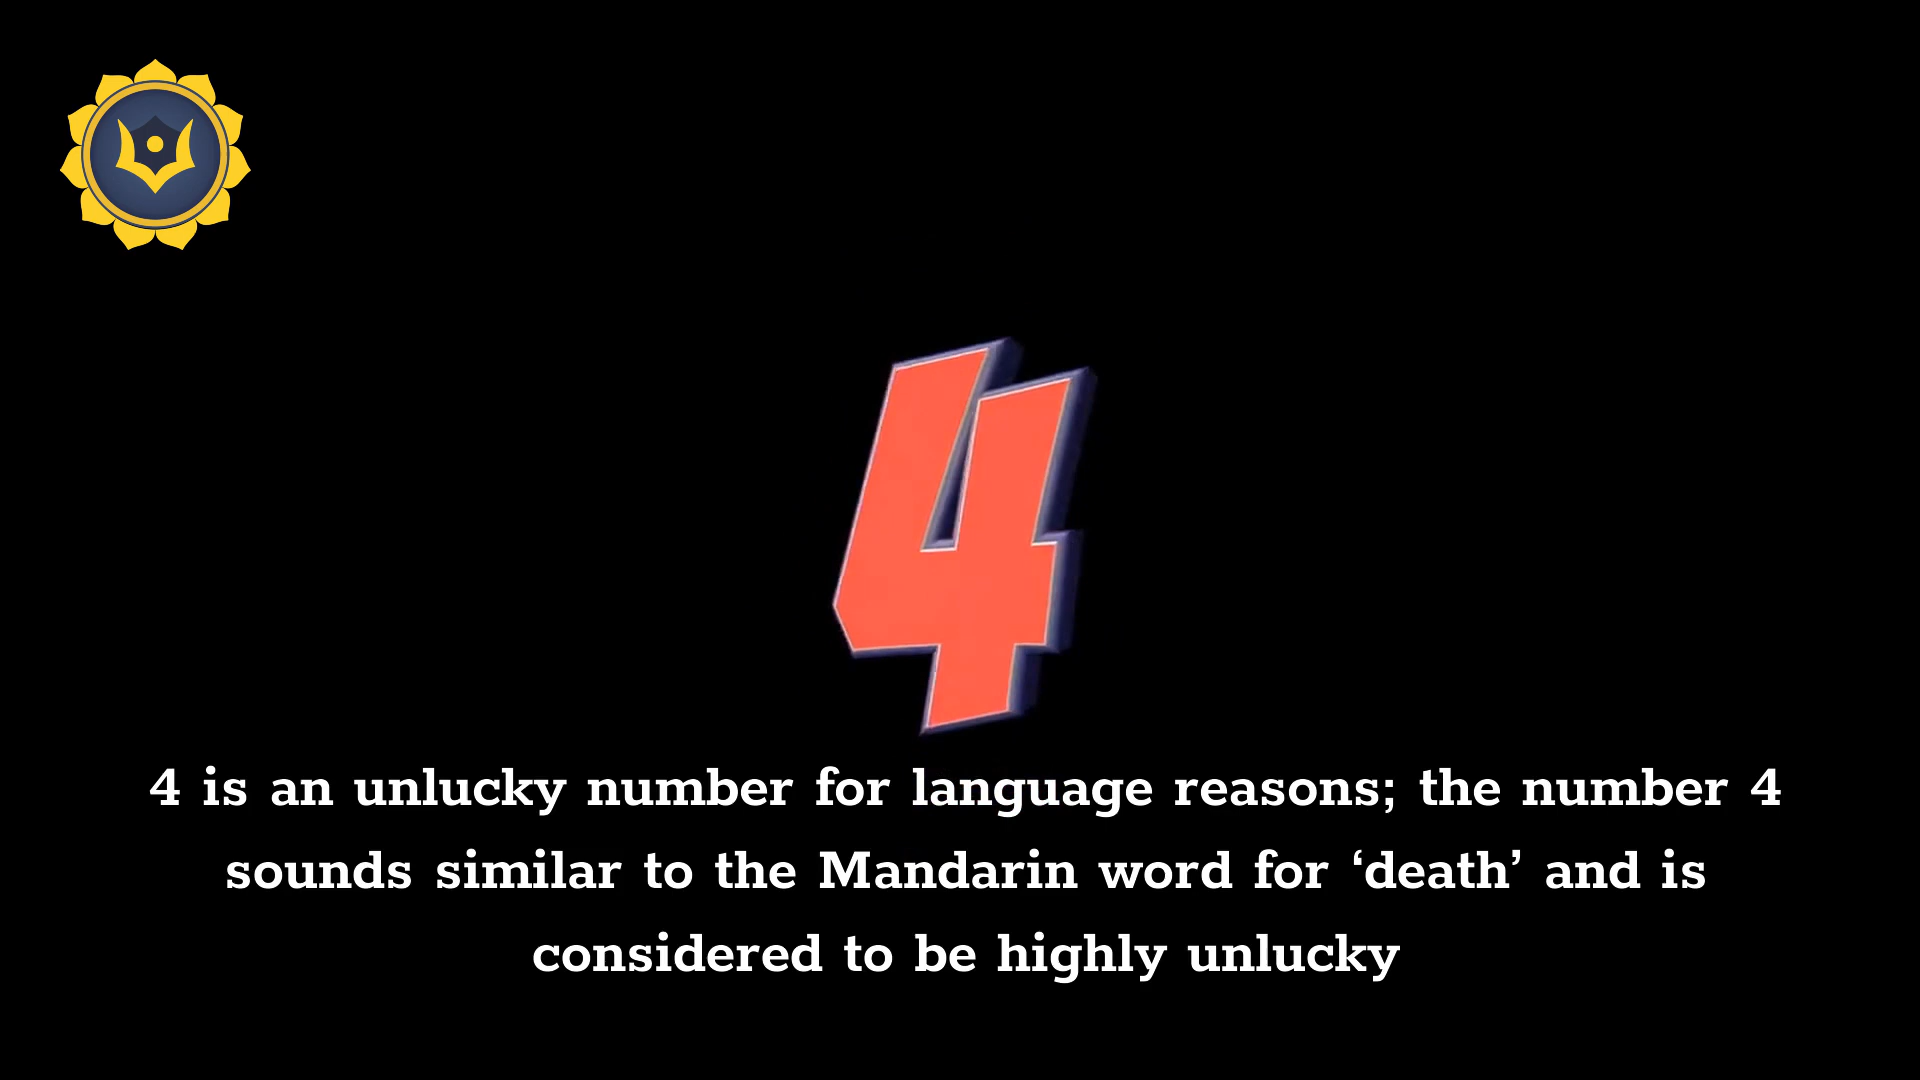 4
4 is an unlucky number for language reasons; the number 4
sounds similar to the Mandarin word for ‘death’ and is
considered to be highly unlucky